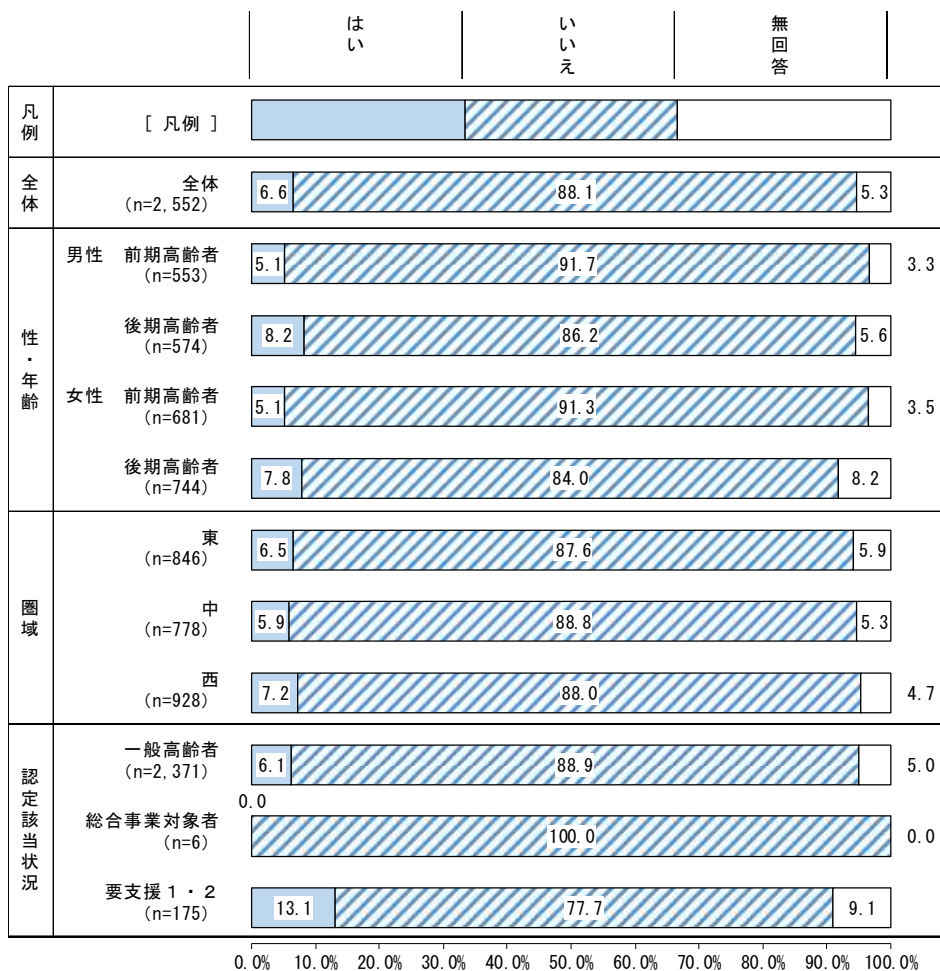 はい
いいえ
無回答
凡例
[ 凡例 ]
全体
全体
(n=2,552)
6.6
88.1
5.3
性・年齢
男性 前期高齢者
(n=553)
5.1
91.7
3.3
後期高齢者
(n=574)
8.2
86.2
5.6
女性 前期高齢者
(n=681)
5.1
91.3
3.5
後期高齢者
(n=744)
7.8
84.0
8.2
圏域
東
(n=846)
6.5
87.6
5.9
中
(n=778)
5.9
88.8
5.3
西
(n=928)
7.2
88.0
4.7
認定該当状況
一般高齢者
(n=2,371)
6.1
88.9
5.0
総合事業対象者
(n=6)
0.0
100.0
0.0
要支援1・2
(n=175)
13.1
77.7
9.1
0.0% 10.0% 20.0% 30.0% 40.0% 50.0% 60.0% 70.0% 80.0% 90.0% 100.0%